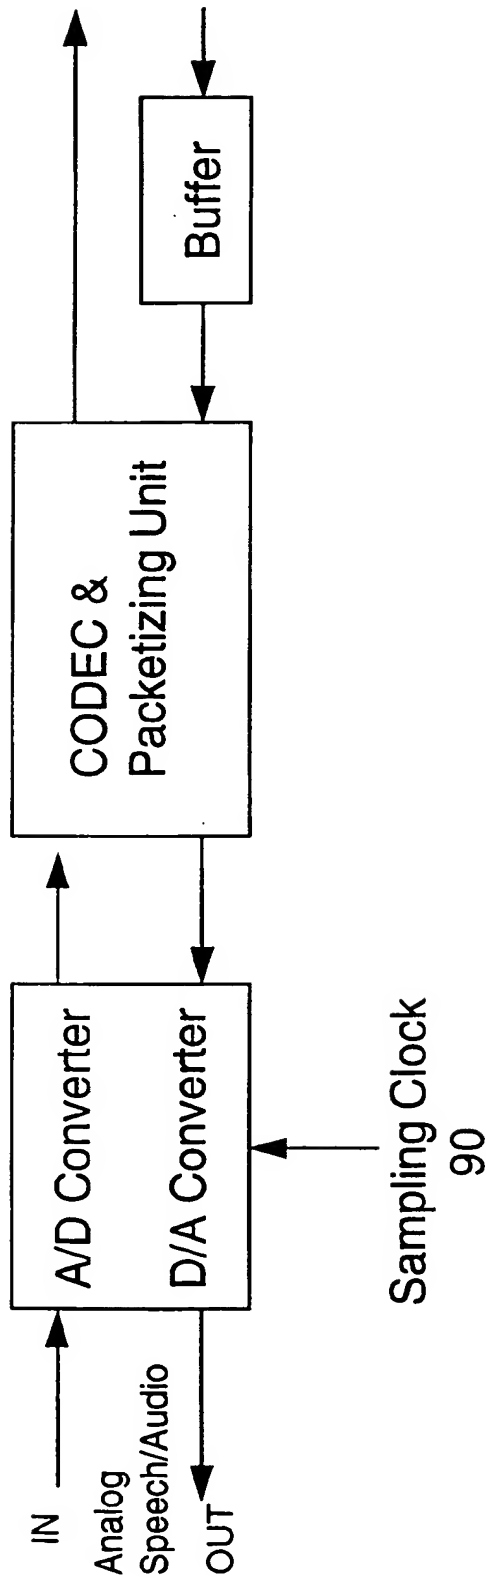 IN
Analog
Speech/Audio
OUT
A/D Converter
D/A Converter
Sampling Clock
90
CODEC &
Packetizing Unit
Buffer